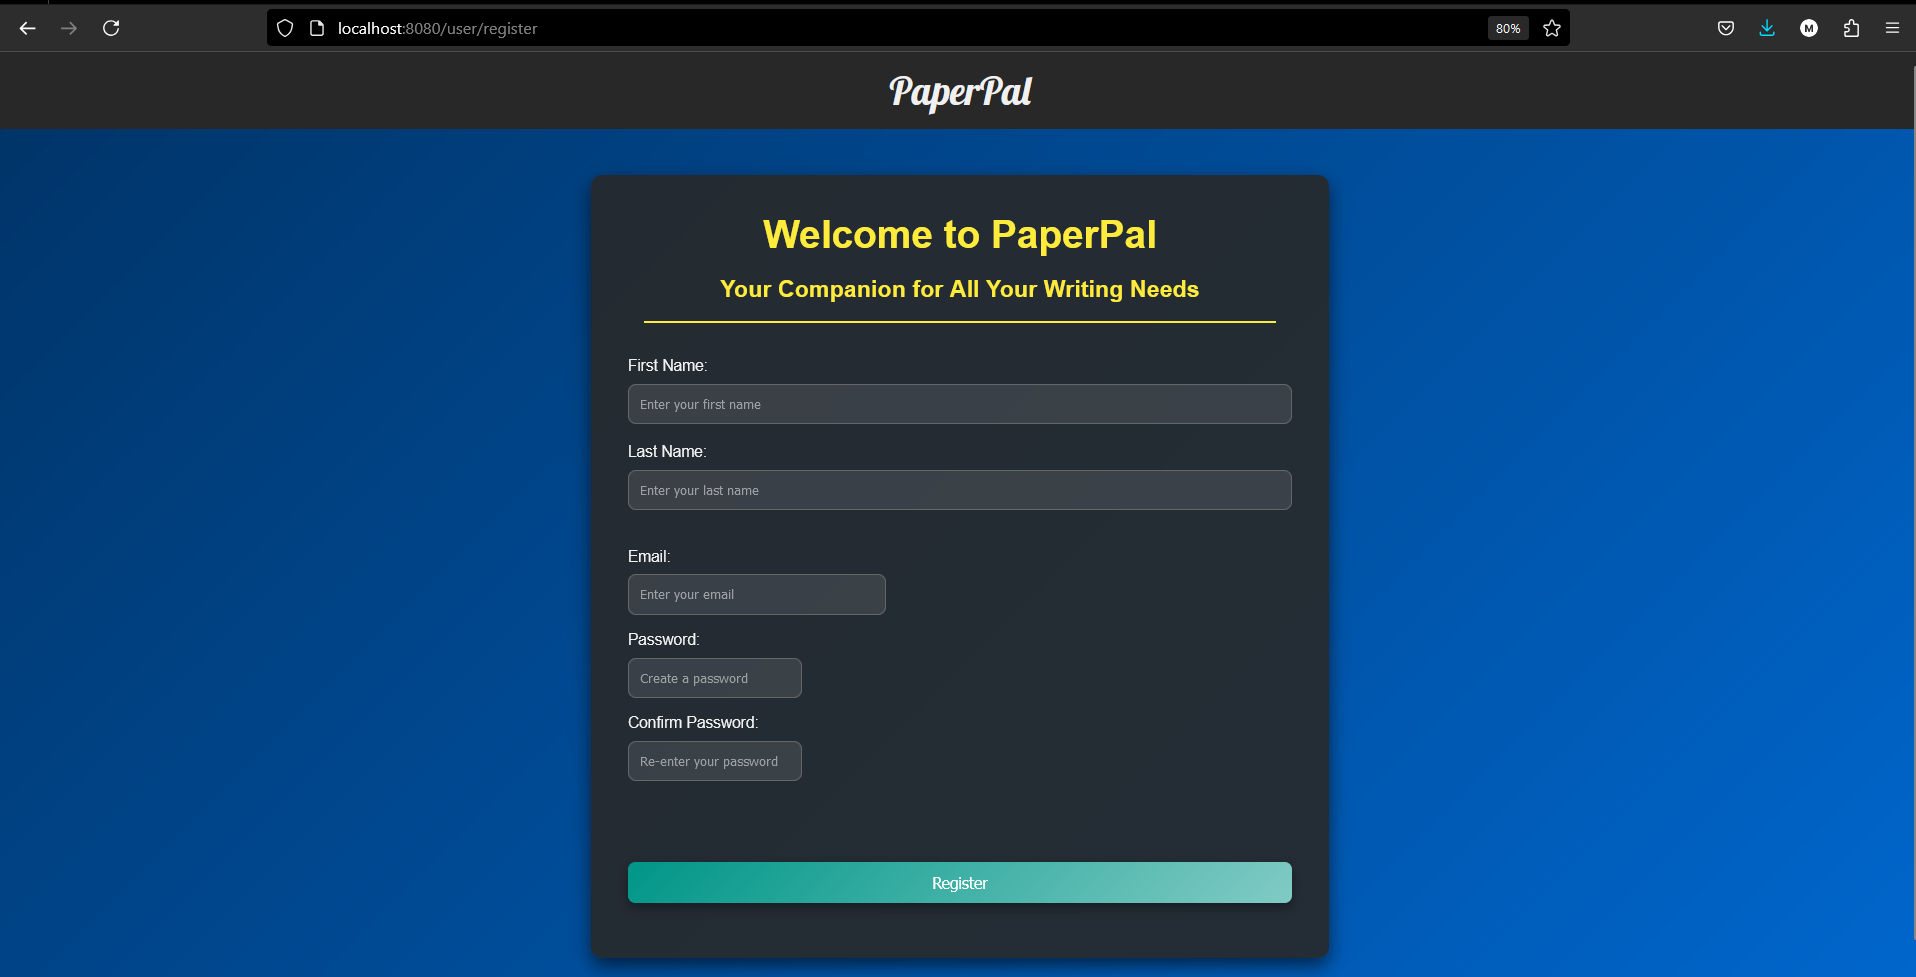 localhost:8080/user/register
80%
M
PaperPal
Welcome to PaperPal
Your Companion for All Your Writing Needs
First Name:
Enter your first name
Last Name:
Enter your last name
Email:
Enter your email
Password:
Create a password
Confirm Password:
Re-enter your password
Register